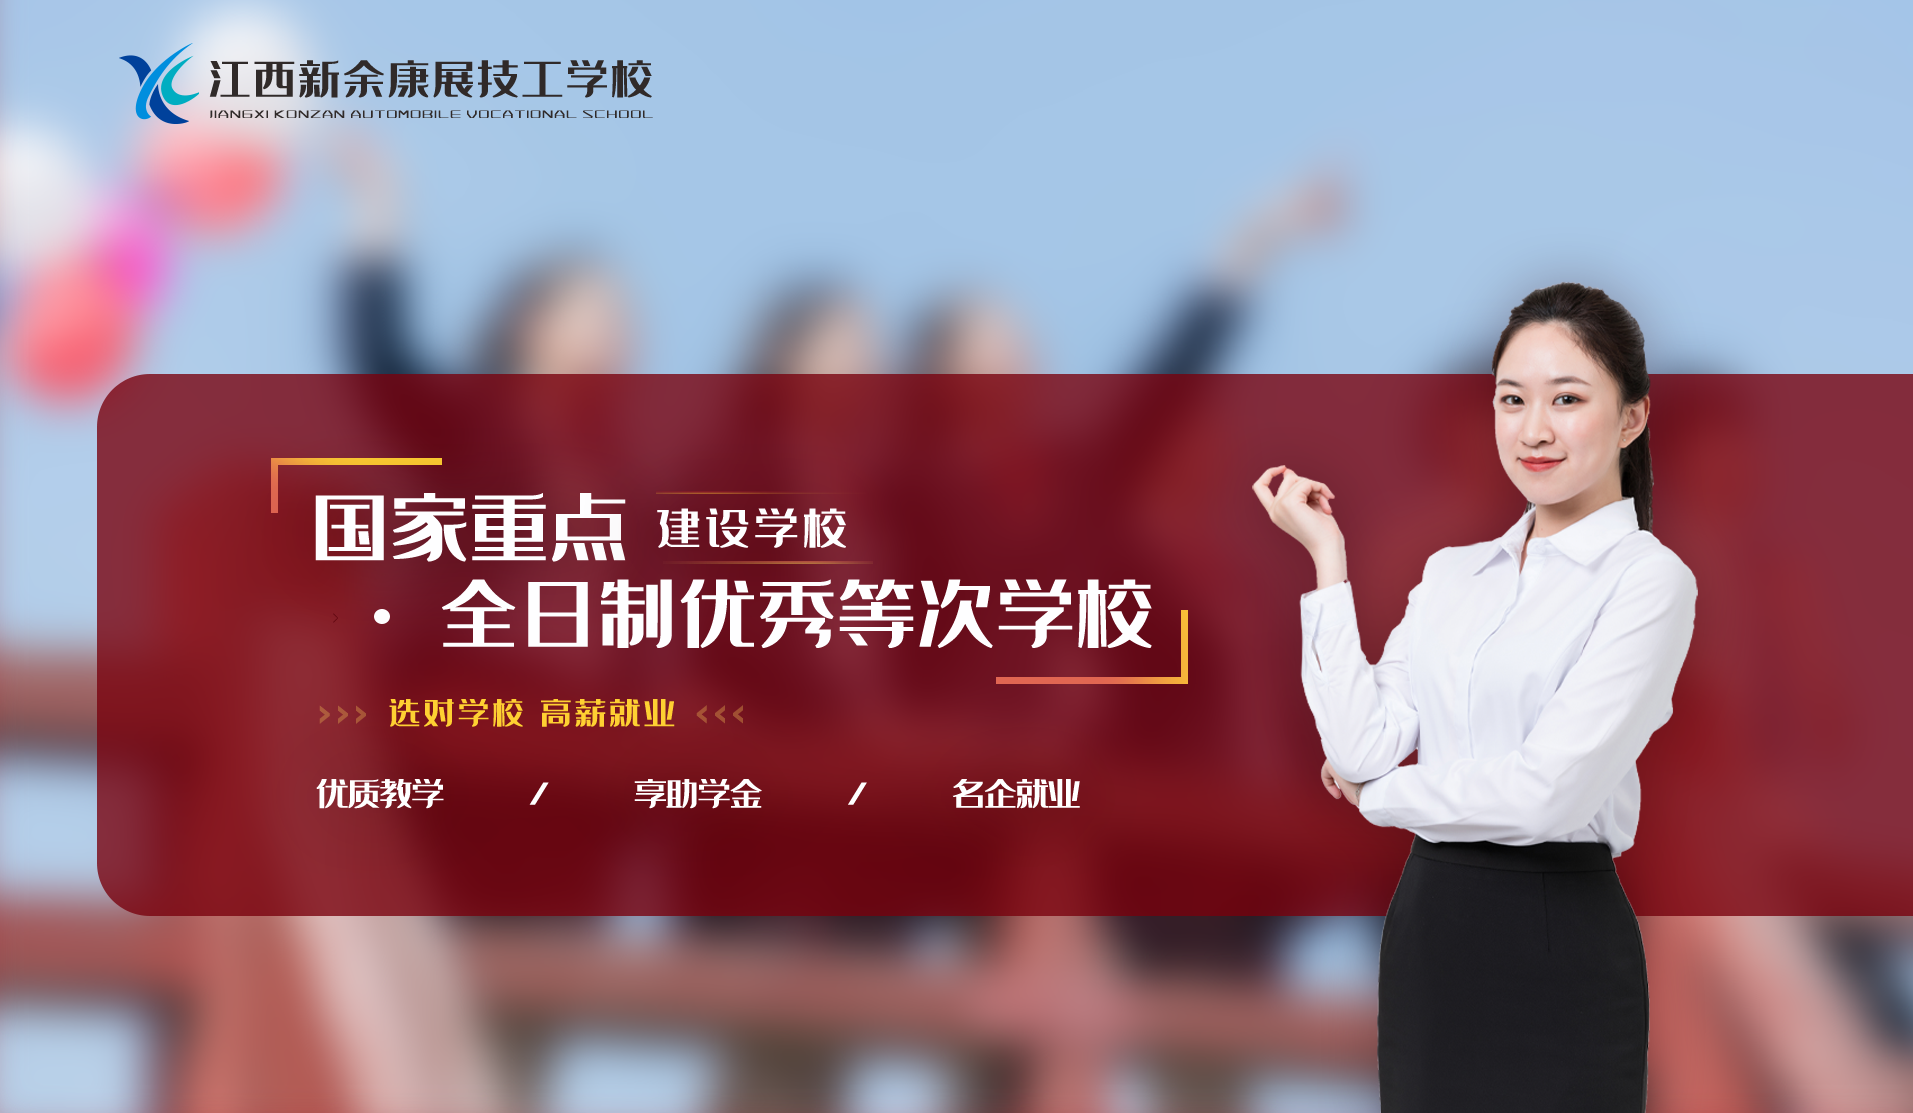 江西新余康展技工学校
JIANGXI KONZAN AUTOMOBILE VOCATIONAL SCHOOL
国家重点 建设学校
· 全日制优秀等次学校
>>> 选对学校 高薪就业 <<<
优质教学 / 享助学金 / 名企就业